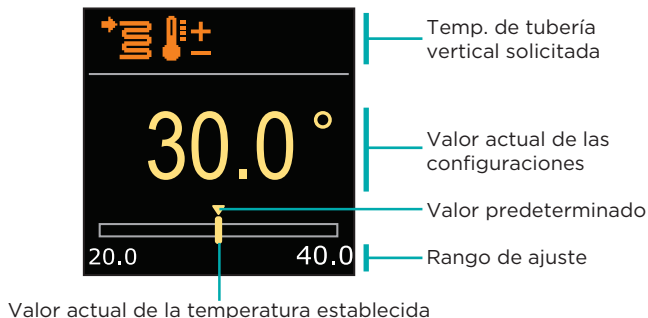 Temp. de tubería
vertical solicitada
30.0°
Valor actual de las
configuraciones
Valor predeterminado
20.0
40.0
Rango de ajuste
Valor actual de la temperatura establecida